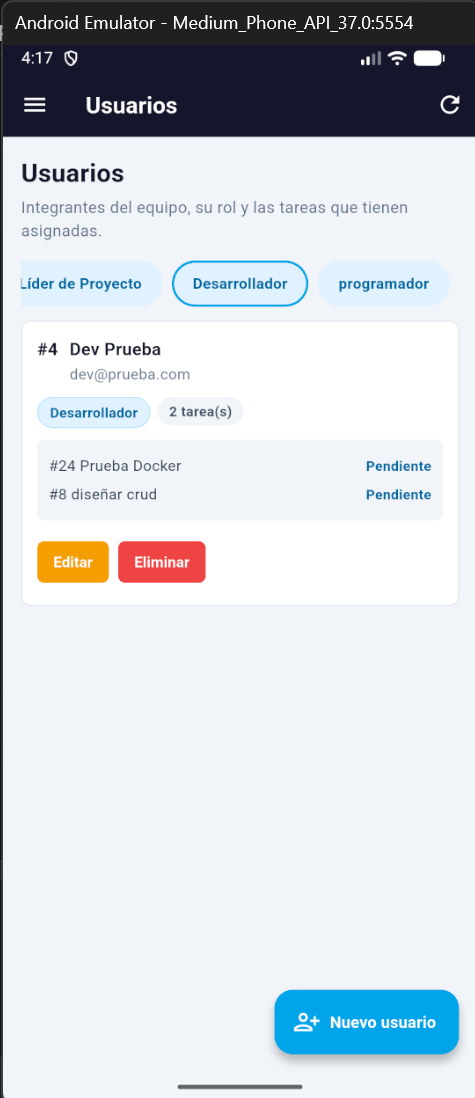 Android Emulator - Medium_Phone_API_37.0:5554
4:17
Usuarios
Usuarios
Integrantes del equipo, su rol y las tareas que tienen
asignadas.
Líder de Proyecto Desarrollador programador
#4 Dev Prueba
dev@prueba.com
Desarrollador 2 tarea(s)
#24 Prueba Docker Pendiente
#8 diseñar crud Pendiente
Editar Eliminar
Nuevo usuario